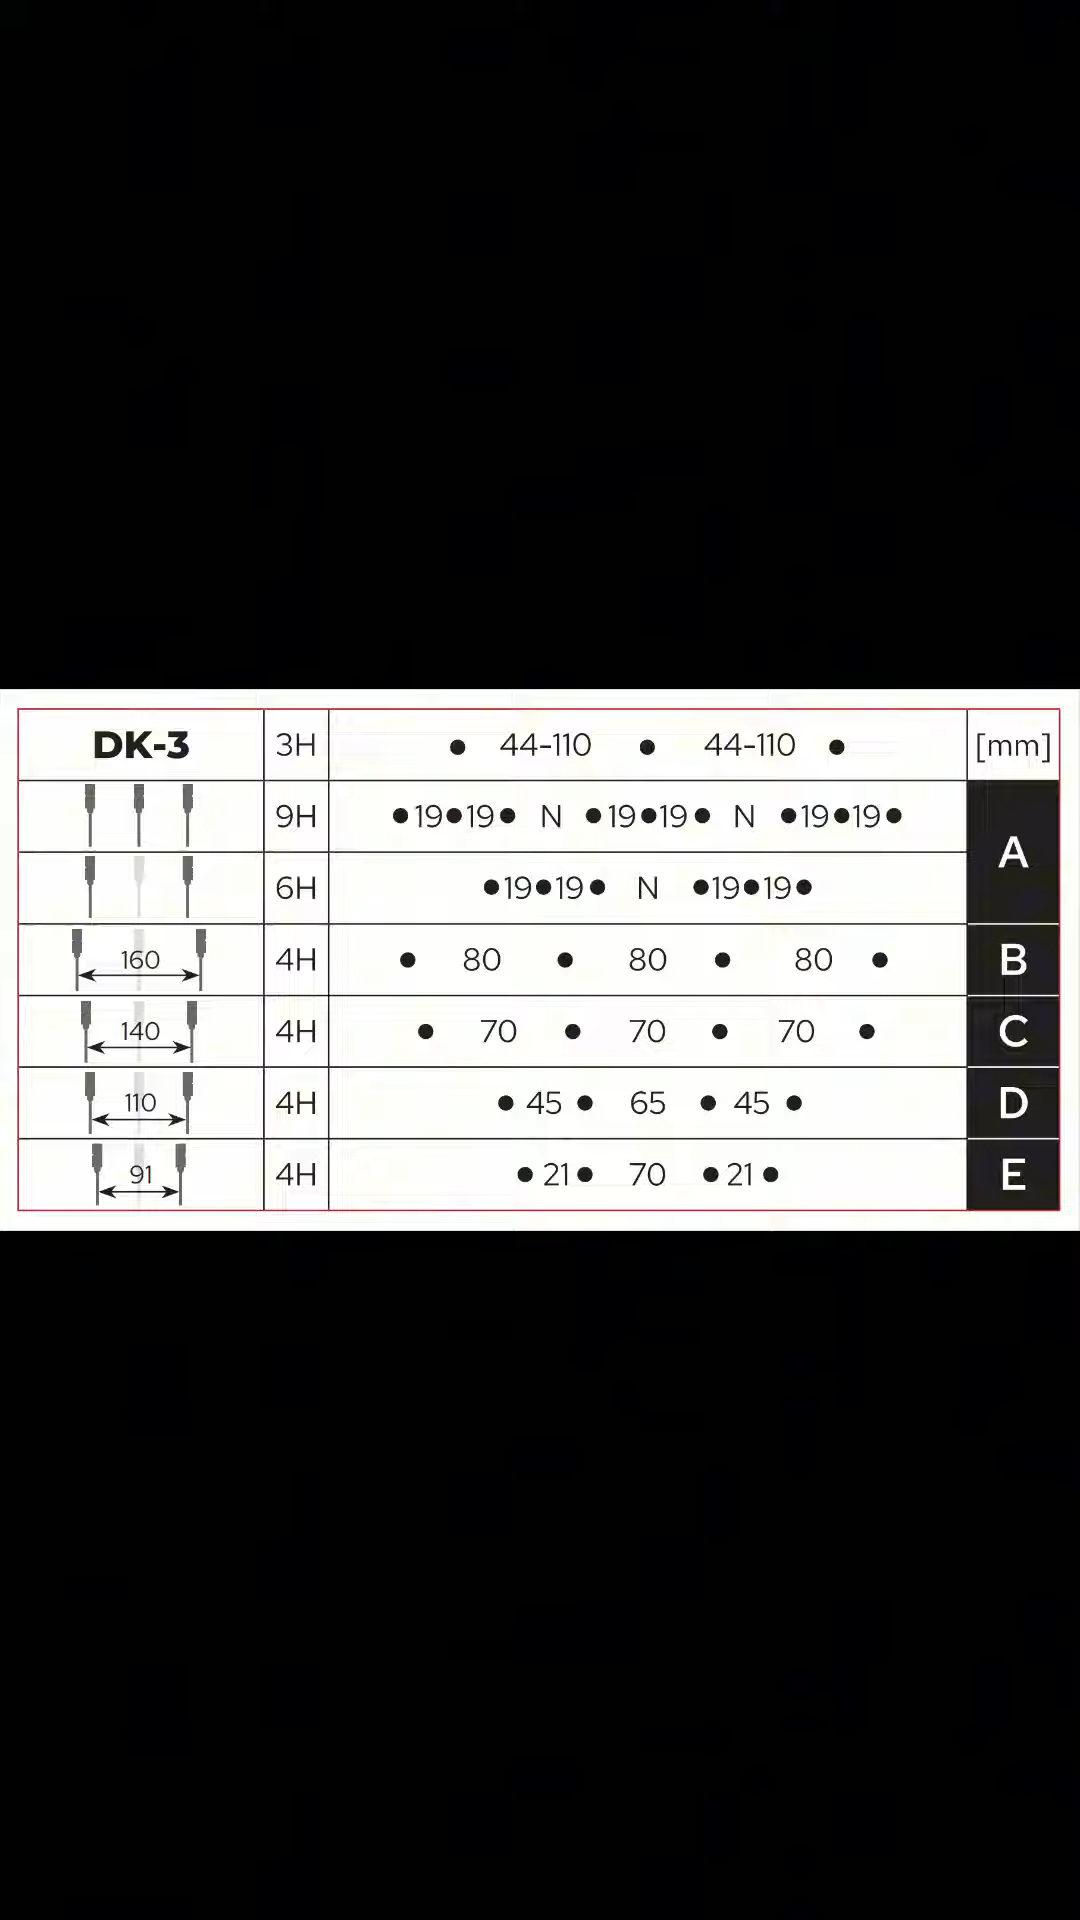 DK-3 3H ● 44-110 ● 44-110 ● [mm]
9H ●19●19● N ●19●19● N ●19●19●
A
6H ●19●19● N ●19●19●
160 4H ● 80 ● 80 ● 80 ● B
140 4H ● 70 ● 70 ● 70 ● C
110 4H ● 45 ● 65 ● 45 ● D
91 4H ● 21 ● 70 ● 21 ● E